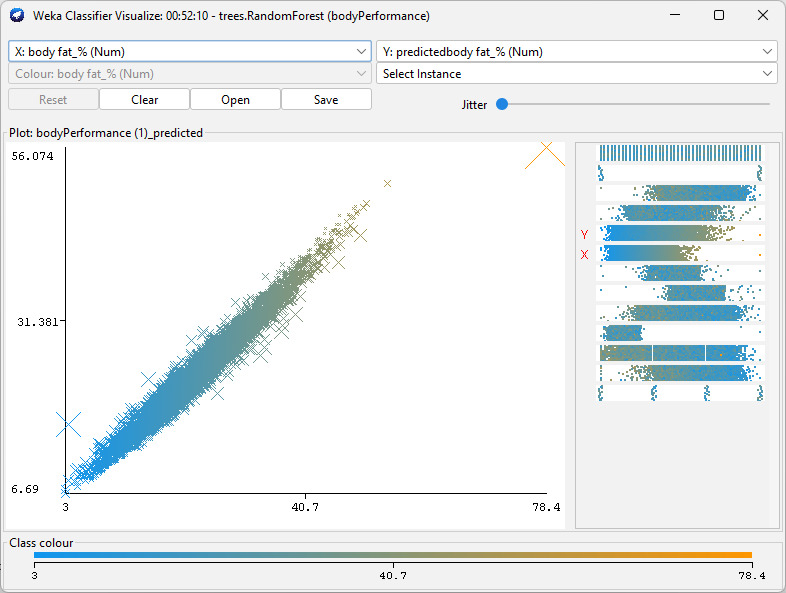 Weka Classifier Visualize: 00:52:10 - trees.RandomForest (bodyPerformance)
X: body fat_% (Num)
Y: predictedbody fat_% (Num)
Colour: body fat_% (Num)
Select Instance
Reset
Clear
Open
Save
Jitter
Plot: bodyPerformance (1)_predicted
56.074
31.381
6.69
3
40.7
78.4
Y
X
Class colour
3
40.7
78.4